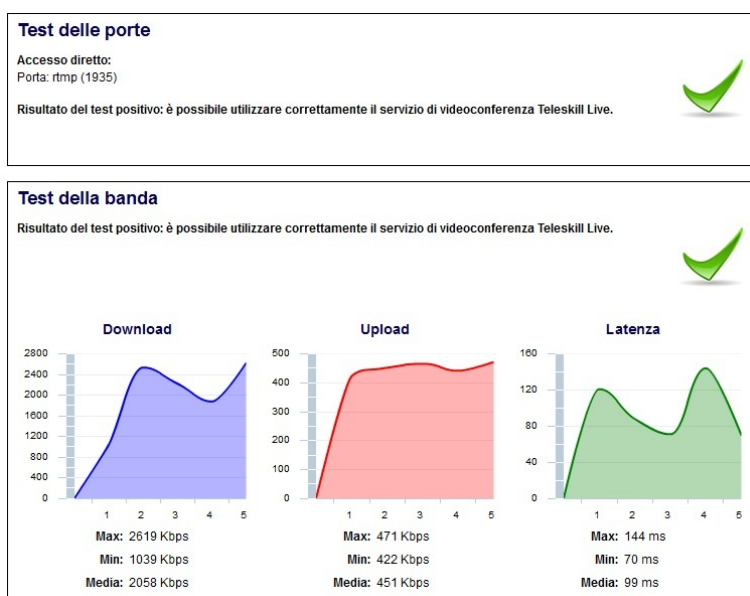 Test delle porte
Accesso diretto:
Porta: rtmp (1935)
Risultato del test positivo: è possibile utilizzare correttamente il servizio di videoconferenza Teleskill Live.
Test della banda
Risultato del test positivo: è possibile utilizzare correttamente il servizio di videoconferenza Teleskill Live.
Download
2800
2400
2000
1600
1200
800
400
0
1 2 3 4 5
Max: 2619 Kbps
Min: 1039 Kbps
Media: 2058 Kbps
Upload
500
400
300
200
100
0
1 2 3 4 5
Max: 471 Kbps
Min: 422 Kbps
Media: 451 Kbps
Latenza
160
120
80
40
0
1 2 3 4 5
Max: 144 ms
Min: 70 ms
Media: 99 ms